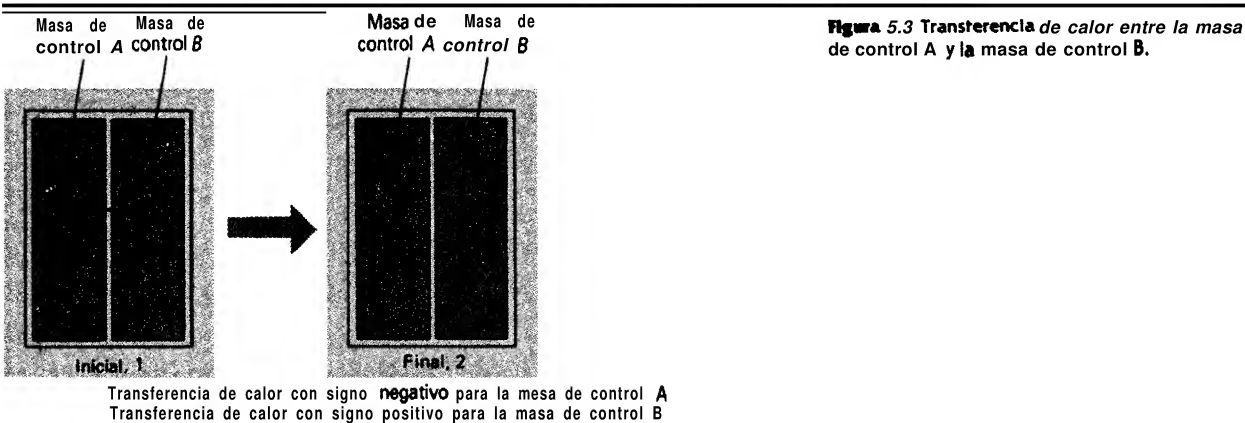 Masa de Masa de
control A control B
Masa de Masa de
control A control B
Figura 5.3 Transferencia de calor entre la masa
de control A y la masa de control B.
Inicial, 1
Final, 2
Transferencia de calor con signo negativo para la mesa de control A
Transferencia de calor con signo positivo para la masa de control B